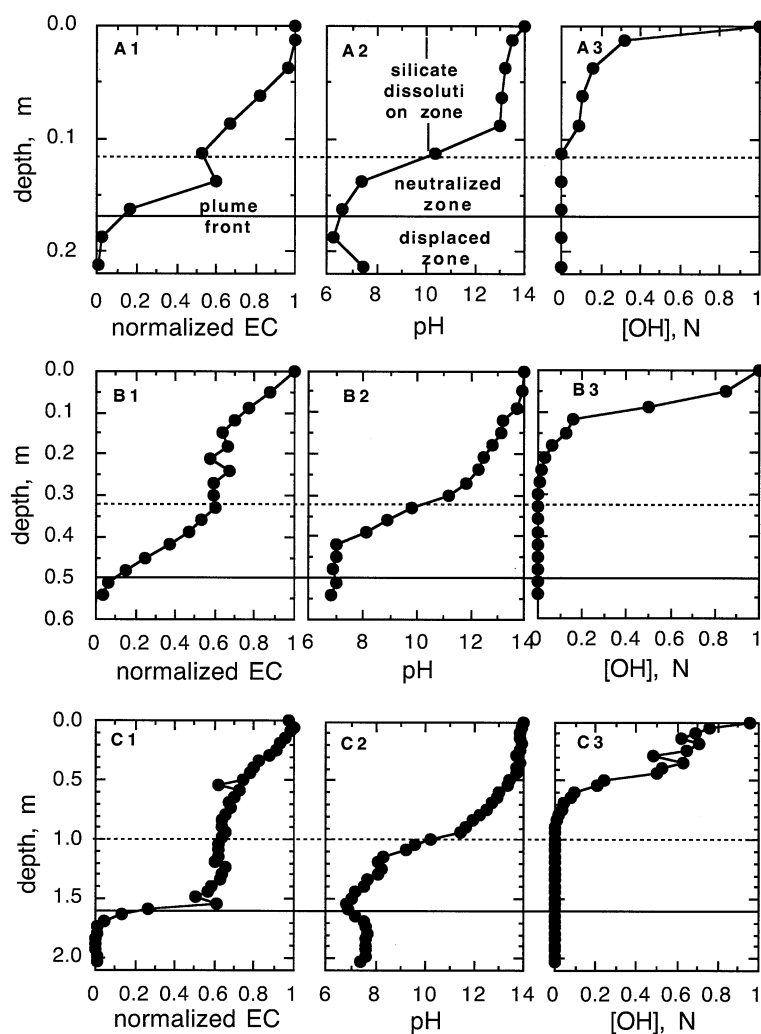 0.0
A1
A2
A3
silicate
dissoluti
on zone
depth, m
0.1
neutralized
zone
plume
front
displaced
zone
0.2
0 0.2 0.4 0.6 0.8 1
6 8 10 12 14
0 0.2 0.4 0.6 0.8 1
normalized EC
pH
[OH], N
0.0
B1
B2
B3
0.1
0.2
depth, m
0.3
0.4
0.5
0.6
0 0.2 0.4 0.6 0.8 1
6 8 10 12 14
0 0.2 0.4 0.6 0.8 1
normalized EC
pH
[OH], N
0.0
C1
C2
C3
0.5
depth, m
1.0
1.5
2.0
0 0.2 0.4 0.6 0.8 1
6 8 10 12 14
0 0.2 0.4 0.6 0.8 1
normalized EC
pH
[OH], N